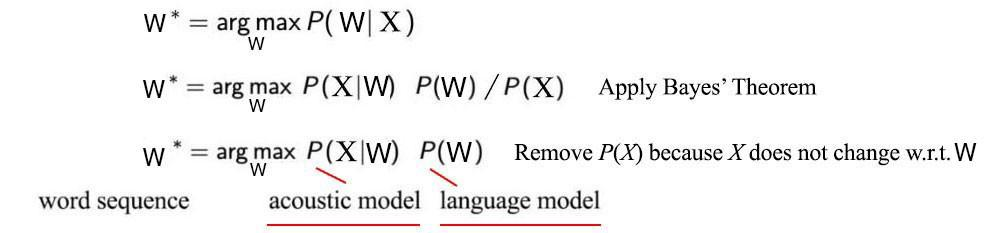 W* = arg max P( W| X )
W
W* = arg max P(X|W) P(W) / P(X) Apply Bayes' Theorem
W
W * = arg max P(X|W) P(W) Remove P(X) because X does not change w.r.t. W
W
word sequence acoustic model language model